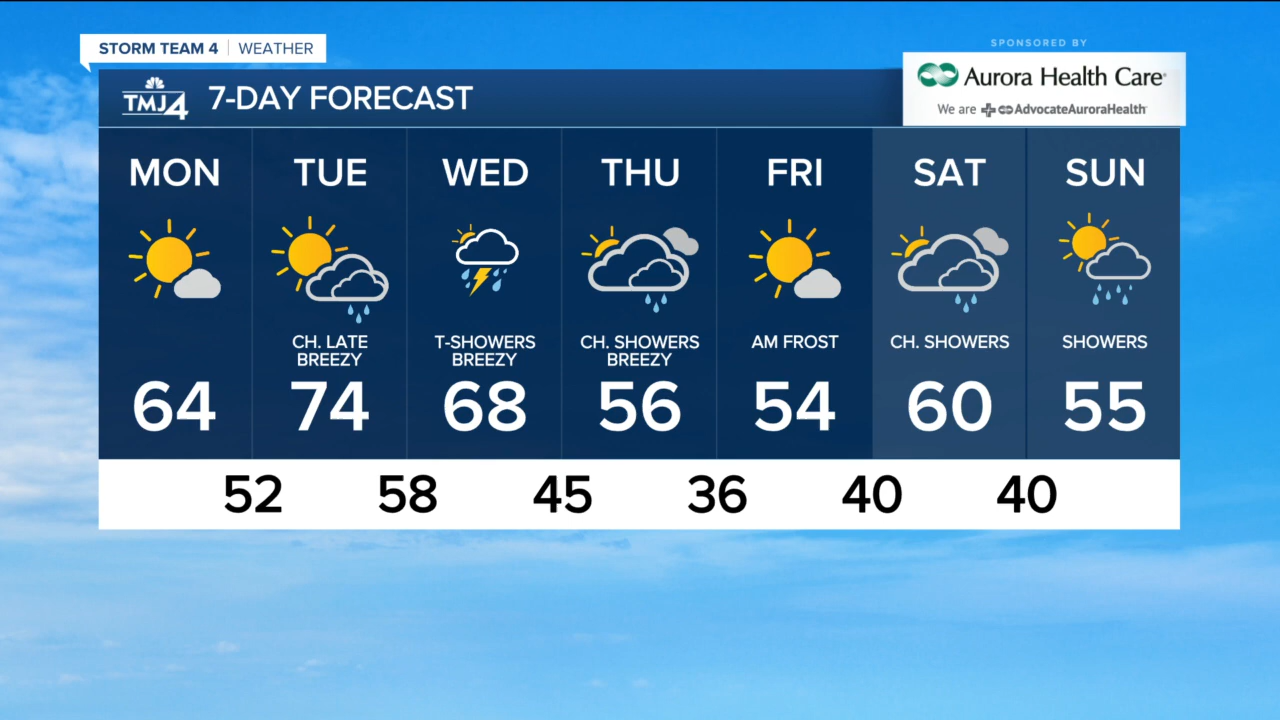 STORM TEAM 4 | WEATHER
SPONSORED BY
Aurora Health Care
We are AdvocateAuroraHealth
TMJ4 7-DAY FORECAST
MON TUE WED THU FRI SAT SUN
CH. LATE T-SHOWERS CH. SHOWERS AM FROST CH. SHOWERS SHOWERS
BREEZY BREEZY BREEZY
64 74 68 56 54 60 55
52 58 45 36 40 40